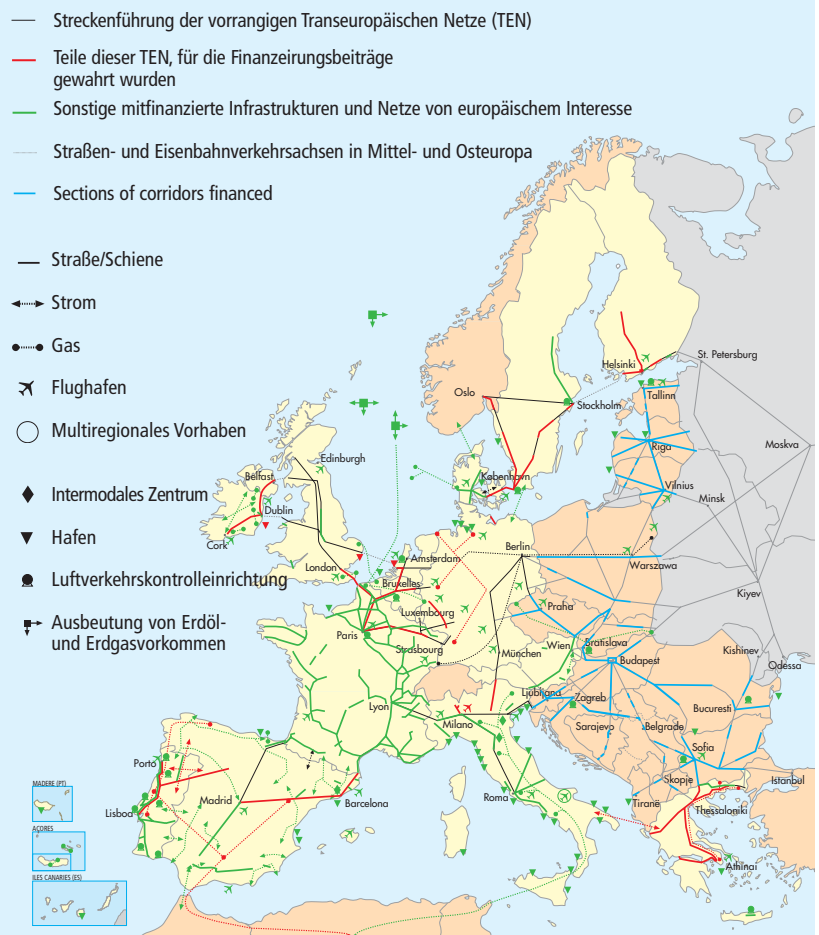 Streckenführung der vorrangigen Transeuropäischen Netze (TEN)
Teile dieser TEN, für die Finanzeirungsbeiträge
gewahrt wurden
Sonstige mitfinanzierte Infrastrukturen und Netze von europäischem Interesse
Straßen- und Eisenbahnverkehrsachsen in Mittel- und Osteuropa
Sections of corridors financed
Straße/Schiene
Strom
Gas
Flughafen
Multiregionales Vorhaben
Intermodales Zentrum
Hafen
Luftverkehrskontrolleinrichtung
Ausbeutung von Erdöl-
und Erdgasvorkommen
St. Petersburg
Helsinki
Oslo
Tallinn
Stockholm
Moskva
Riga
Edinburgh
København
Belfast
Vilnius
Minsk
Dublin
Cork
Berlin
Amsterdam
Warszawa
London
Bruxelles
Kiyev
Praha
Luxembourg
Paris
Strasbourg
Wien
Bratislava
München
Kishinev
Budapest
Odessa
Ljubljana
Zagreb
Lyon
Bucuresti
Milano
Sarajevo
Belgrade
Sofia
Porto
Skopje
Istanbul
Madrid
Roma
Tiranë
Barcelona
Thessaloniki
Lisboa
Athinai
MADERE (PT)
AÇORES
ILES CANARIES (ES)